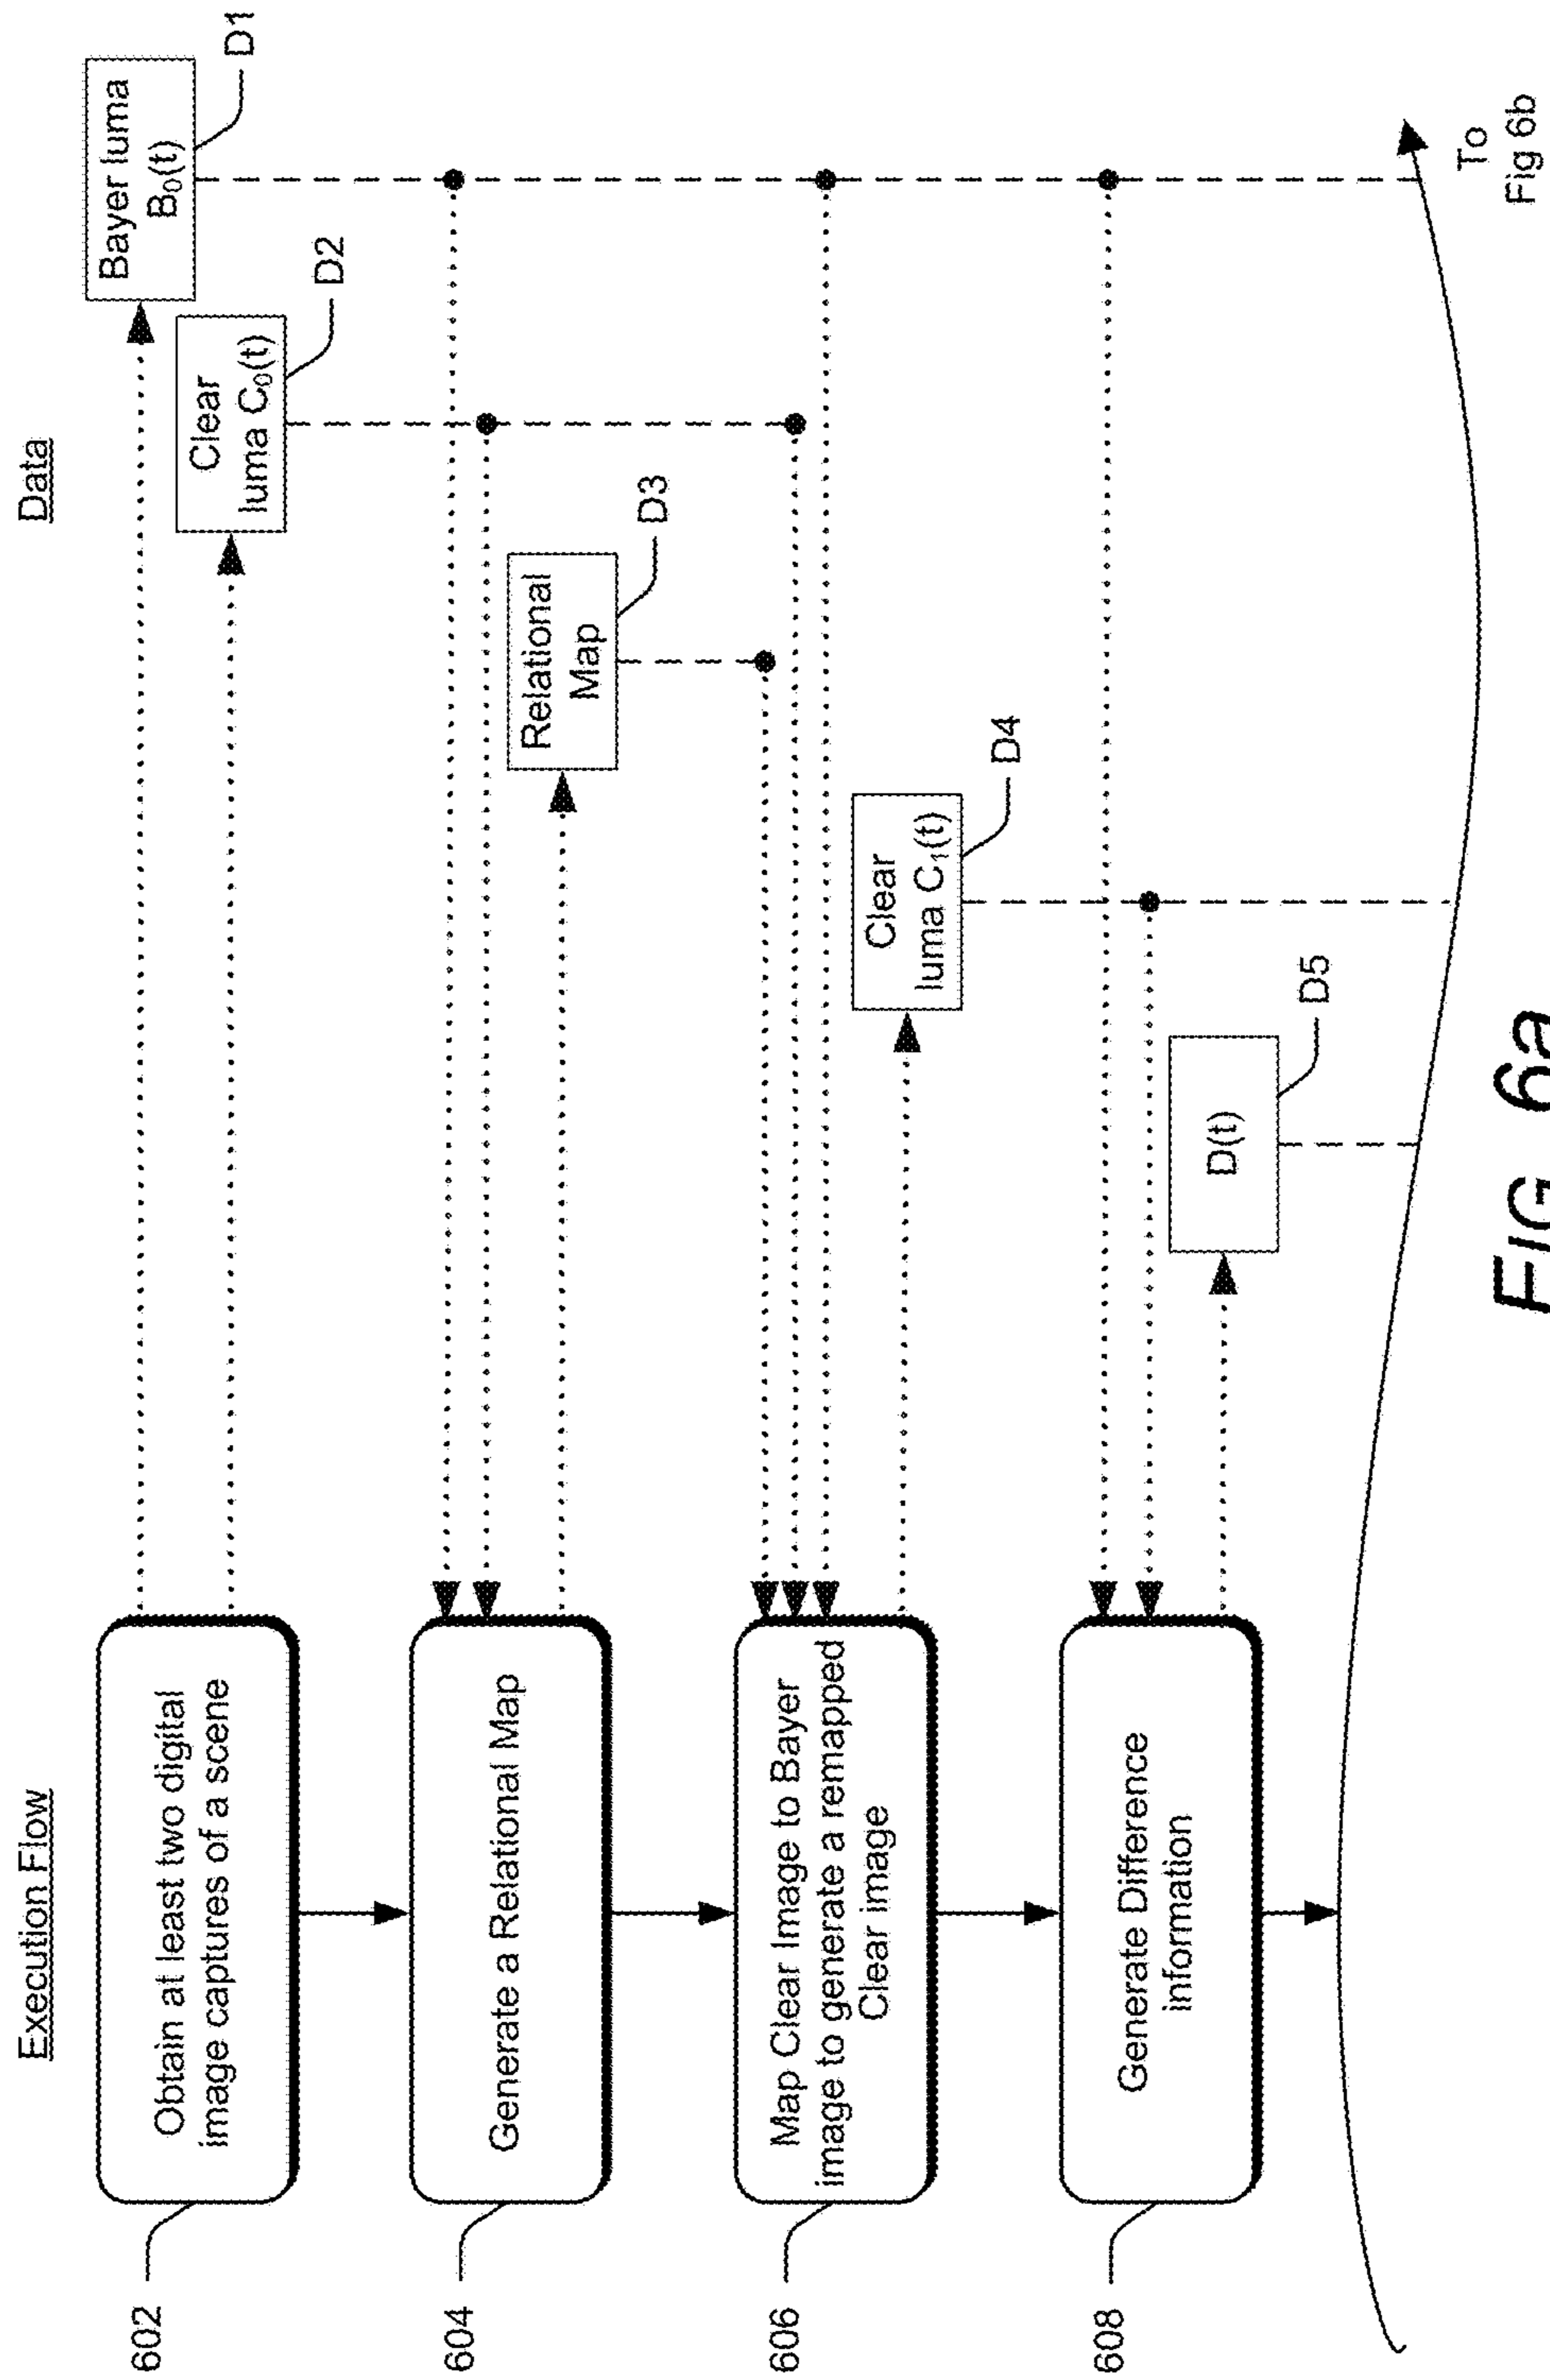 Execution Flow
Data
602
Obtain at least two digital
image captures of a scene
Bayer luma
B₀(t)
D1
Clear
luma C₀(t)
D2
604
Generate a Relational Map
Relational
Map
D3
606
Map Clear Image to Bayer
image to generate a remapped
Clear image
Clear
luma C₁(t)
D4
608
Generate Difference
information
D(t)
D5
To
Fig 6b
FIG 6a